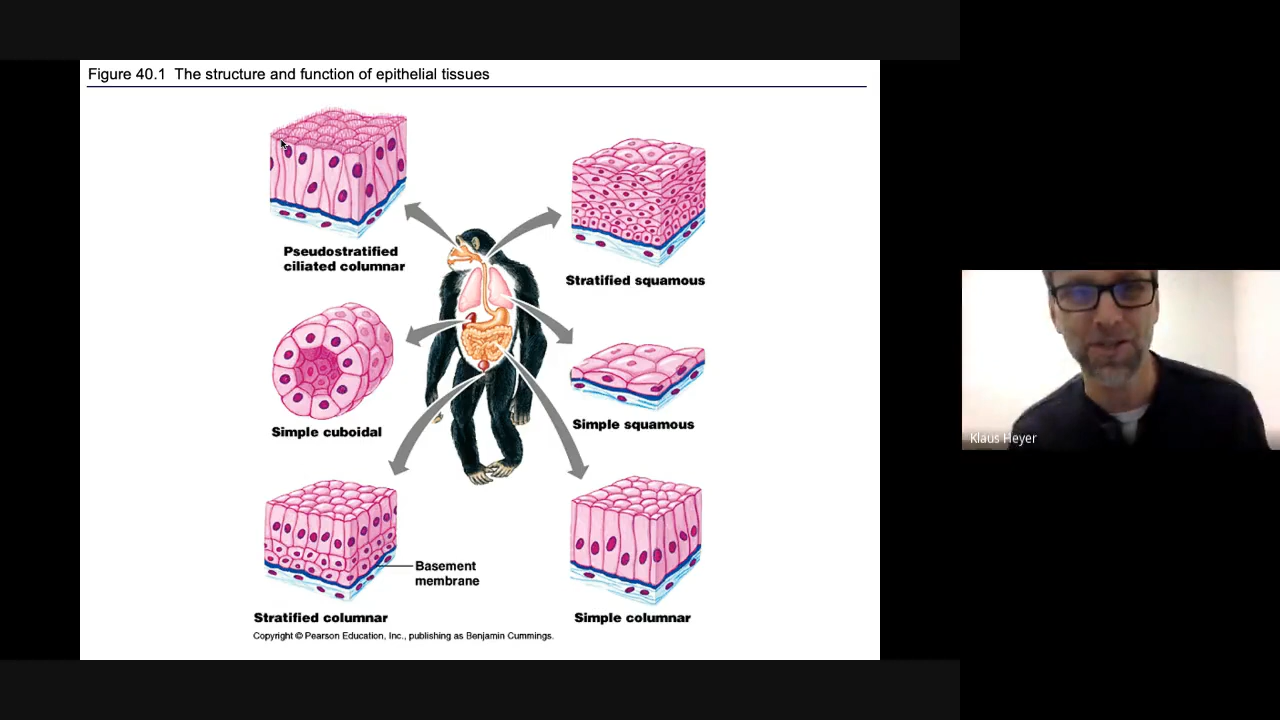 Figure 40.1  The structure and function of epithelial tissues
Pseudostratified
ciliated columnar
Stratified squamous
Simple cuboidal
Simple squamous
Basement
membrane
Stratified columnar
Simple columnar
Copyright © Pearson Education, Inc., publishing as Benjamin Cummings.
Klaus Heyer